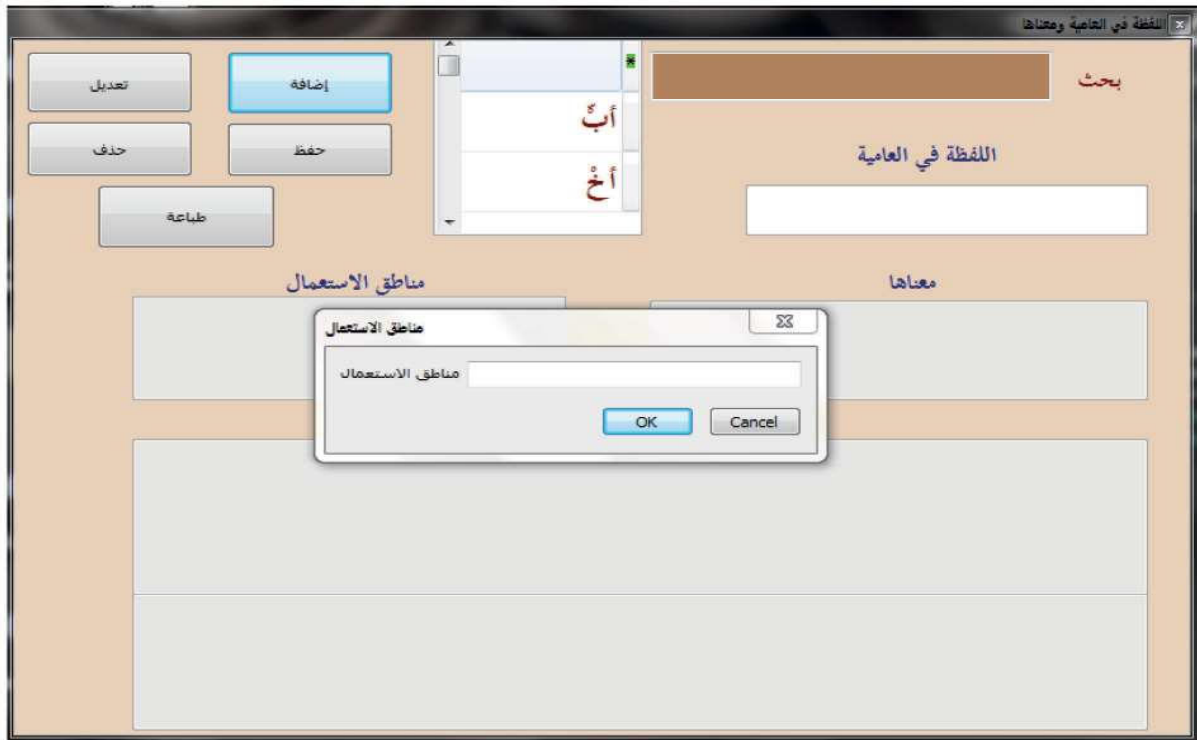 اللفظة في العامية ومعناها
بحث
إضافة
تعديل
أبٌّ
حفظ
حذف
اللفظة في العامية
أخْ
طباعة
معناها
مناطق الاستعمال
مناطق الاستعمال
مناطق الاستعمال
OK
Cancel